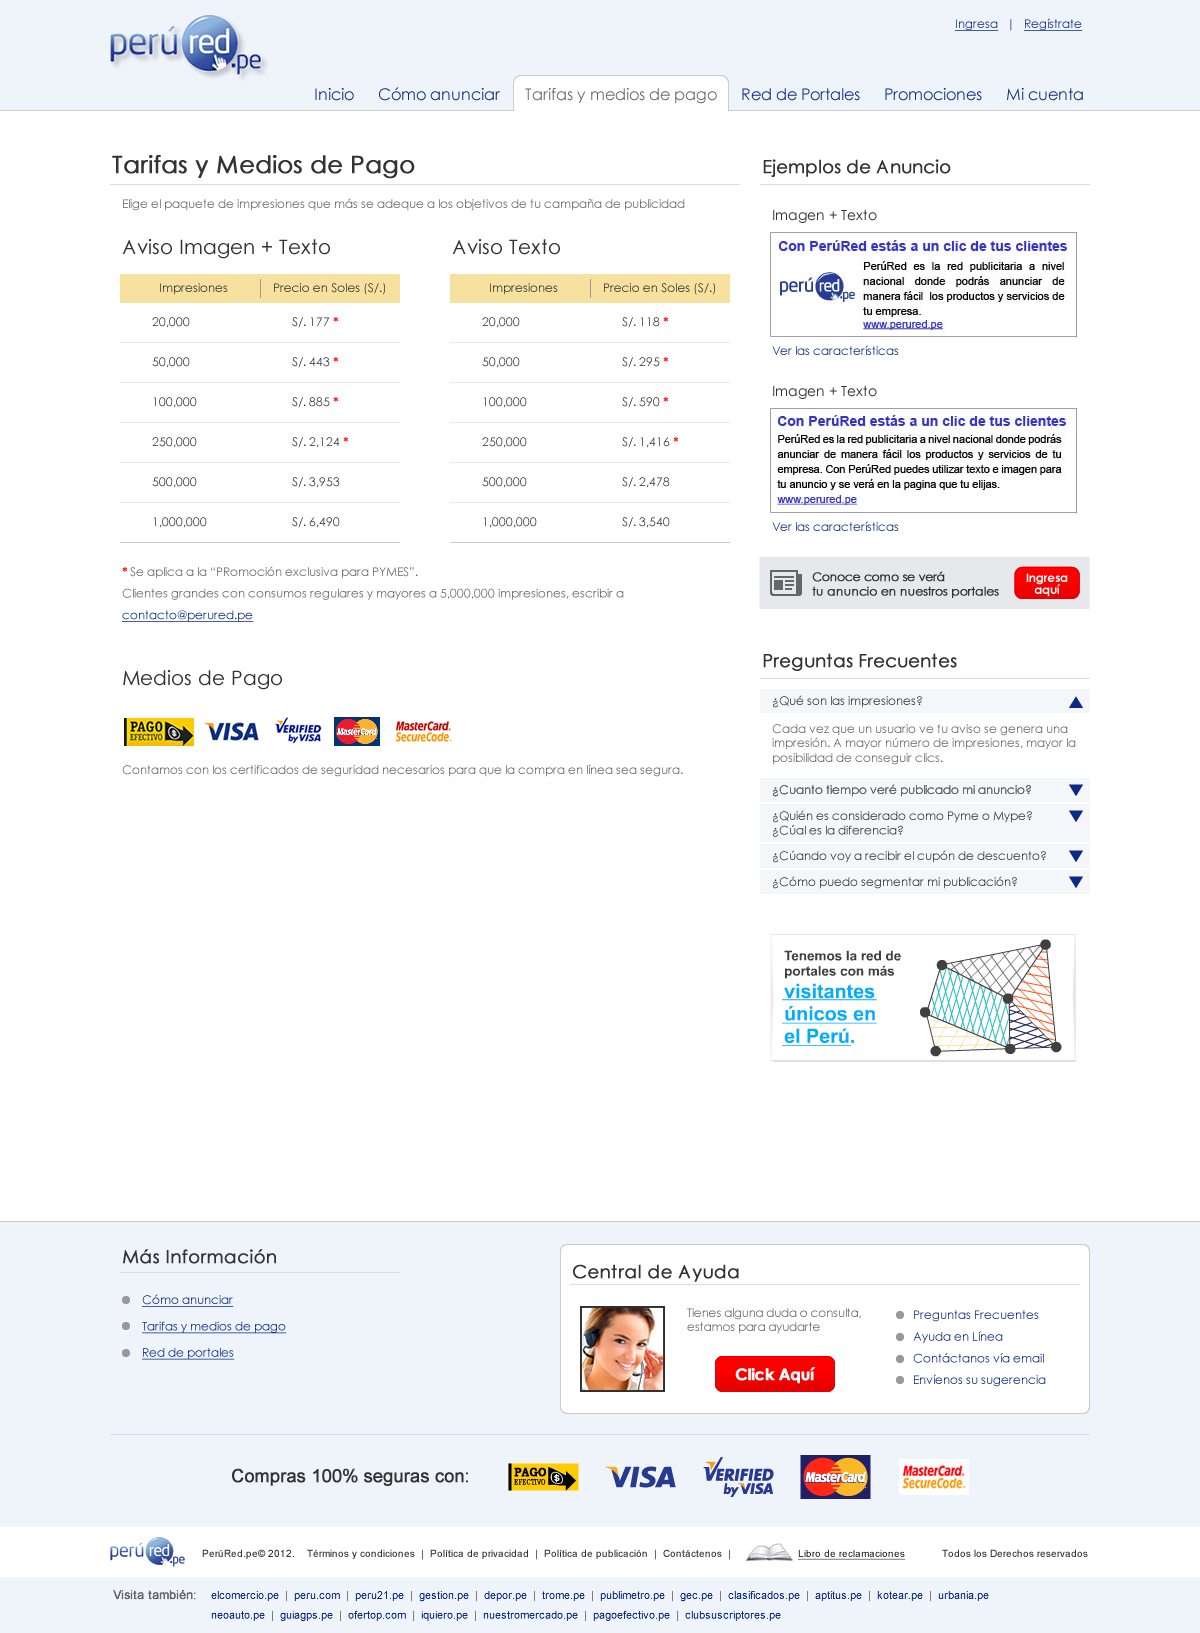 perú red.pe
Ingresa | Regístrate
Inicio Cómo anunciar Tarifas y medios de pago Red de Portales Promociones Mi cuenta
Tarifas y Medios de Pago
Elige el paquete de impresiones que más se adeque a los objetivos de tu campaña de publicidad
Aviso Imagen + Texto
Impresiones Precio en Soles (S/.)
20,000 S/. 177 *
50,000 S/. 443 *
100,000 S/. 885 *
250,000 S/. 2,124 *
500,000 S/. 3,953
1,000,000 S/. 6,490
Aviso Texto
Impresiones Precio en Soles (S/.)
20,000 S/. 118 *
50,000 S/. 295 *
100,000 S/. 590 *
250,000 S/. 1,416 *
500,000 S/. 2,478
1,000,000 S/. 3,540
* Se aplica a la “PRomoción exclusiva para PYMES”.
Clientes grandes con consumos regulares y mayores a 5,000,000 impresiones, escribir a
contacto@perured.pe
Medios de Pago
PAGO EFECTIVO VISA VERIFIED by VISA MasterCard MasterCard. SecureCode.
Contamos con los certificados de seguridad necesarios para que la compra en línea sea segura.
Ejemplos de Anuncio
Imagen + Texto
Con PerúRed estás a un clic de tus clientes
perú red.pe
PerúRed es la red publicitaria a nivel
nacional donde podrás anunciar de
manera fácil los productos y servicios de
tu empresa.
www.perured.pe
Ver las características
Imagen + Texto
Con PerúRed estás a un clic de tus clientes
PerúRed es la red publicitaria a nivel nacional donde podrás
anunciar de manera fácil los productos y servicios de tu
empresa. Con PerúRed puedes utilizar texto e imagen para
tu anuncio y se verá en la pagina que tu elijas.
www.perured.pe
Ver las características
Conoce como se verá
tu anuncio en nuestros portales
Ingresa
aquí
Preguntas Frecuentes
¿Qué son las impresiones?
Cada vez que un usuario ve tu aviso se genera una
impresión. A mayor número de impresiones, mayor la
posibilidad de conseguir clics.
¿Cuanto tiempo veré publicado mi anuncio?
¿Quién es considerado como Pyme o Mype?
¿Cúal es la diferencia?
¿Cúando voy a recibir el cupón de descuento?
¿Cómo puedo segmentar mi publicación?
Tenemos la red de
portales con más
visitantes
únicos en
el Perú.
Más Información
Cómo anunciar
Tarifas y medios de pago
Red de portales
Central de Ayuda
Tienes alguna duda o consulta,
estamos para ayudarte
Click Aquí
Preguntas Frecuentes
Ayuda en Línea
Contáctanos vía email
Envíenos su sugerencia
Compras 100% seguras con: PAGO EFECTIVO VISA VERIFIED by VISA MasterCard MasterCard. SecureCode.
perú red.pe PerúRed.pe© 2012. Términos y condiciones | Política de privacidad | Política de publicación | Contáctenos | Libro de reclamaciones Todos los Derechos reservados
Visita también: elcomercio.pe | peru.com | peru21.pe | gestion.pe | depor.pe | trome.pe | publimetro.pe | gec.pe | clasificados.pe | aptitus.pe | kotear.pe | urbania.pe
neoauto.pe | guiagps.pe | ofertop.com | iquiero.pe | nuestromercado.pe | pagoefectivo.pe | clubsuscriptores.pe